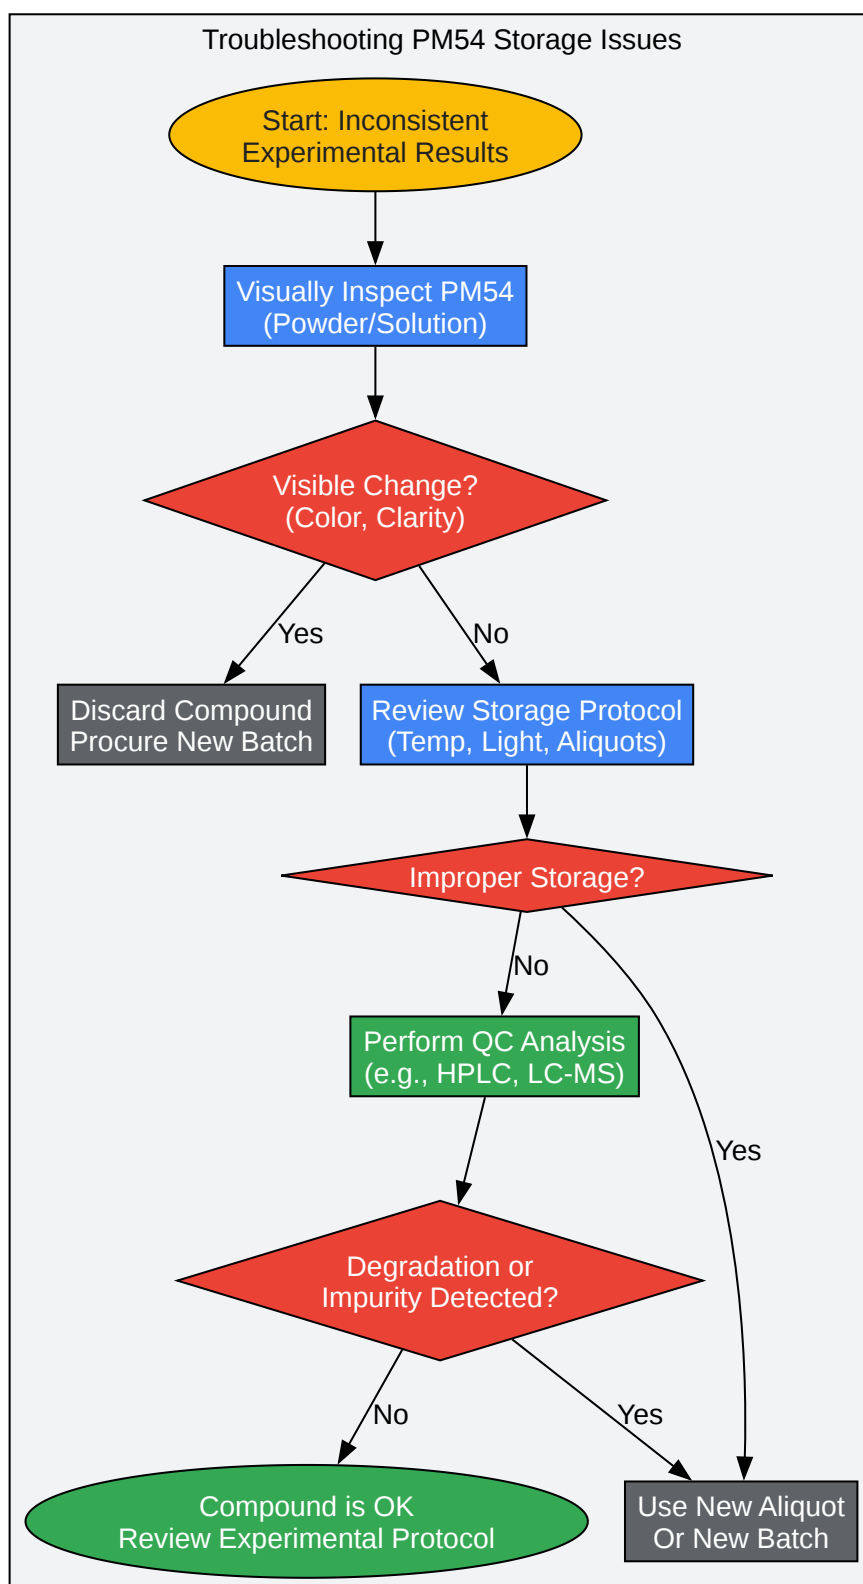 Troubleshooting PM54 Storage Issues
Start: Inconsistent
Experimental Results
Visually Inspect PM54
(Powder/Solution)
Visible Change?
(Color, Clarity)
Yes
No
Discard Compound
Procure New Batch
Review Storage Protocol
(Temp, Light, Aliquots)
Improper Storage?
No
Perform QC Analysis
(e.g., HPLC, LC-MS)
Yes
Degradation or
Impurity Detected?
No
Yes
Compound is OK
Review Experimental Protocol
Use New Aliquot
Or New Batch